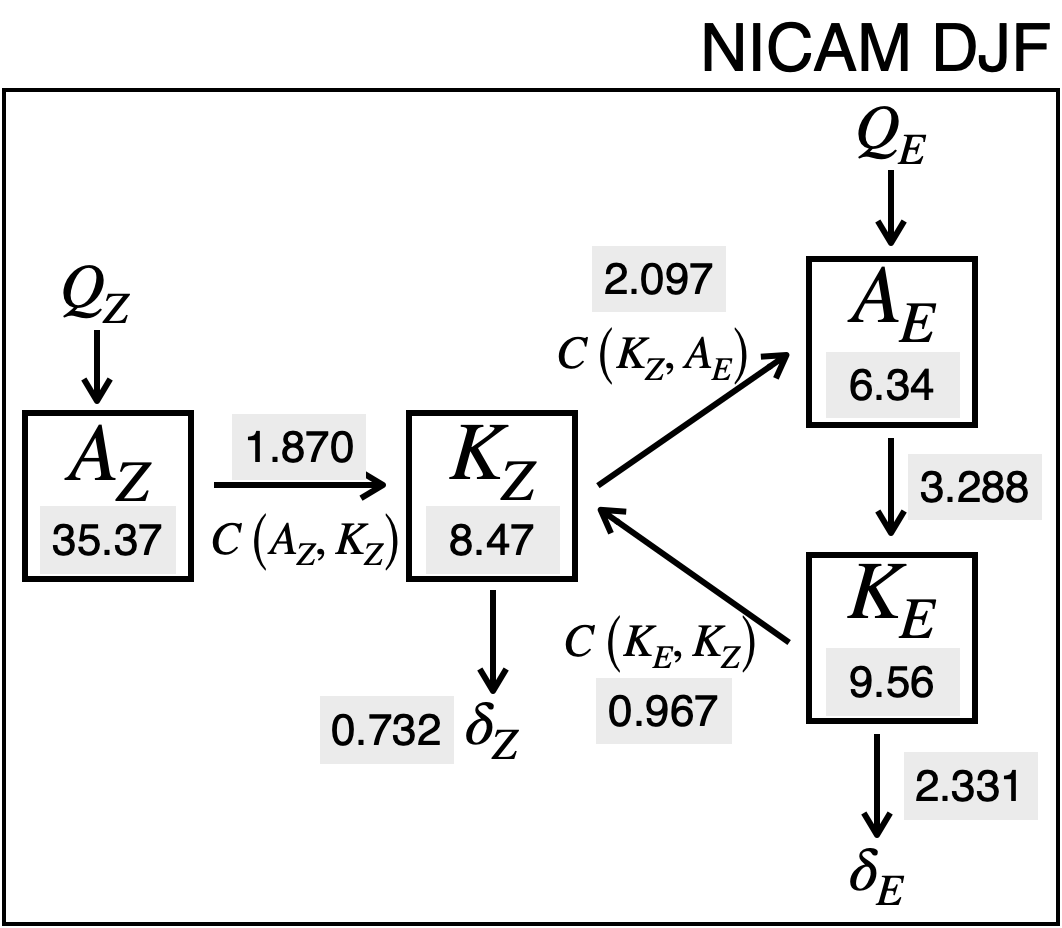 NICAM DJF
Q_E
Q_Z
2.097
C (K_Z, A_E)
A_E
6.34
A_Z
35.37
1.870
C (A_Z, K_Z)
K_Z
8.47
3.288
K_E
9.56
C (K_E, K_Z)
0.967
0.732 δ_Z
2.331
δ_E